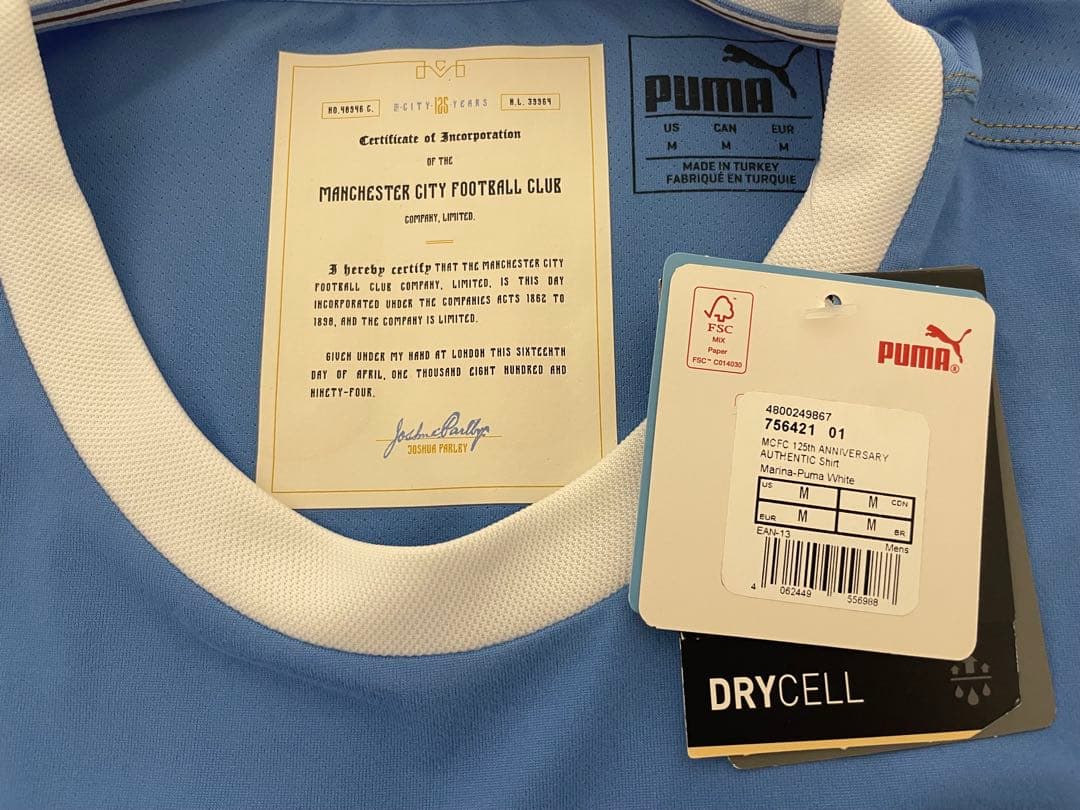 NO.40946 C.
CITY 125 YEARS
N.L. 39964
Certificate of Incorporation
OF THE
MANCHESTER CITY FOOTBALL CLUB
COMPANY, LIMITED.
I hereby certify THAT THE MANCHESTER CITY
FOOTBALL CLUB COMPANY, LIMITED, IS THIS DAY
INCORPORATED UNDER THE COMPANIES ACTS 1862 TO
1890, AND THE COMPANY IS LIMITED.
GIVEN UNDER MY HAND AT LONDON THIS SIXTEENTH
DAY OF APRIL, ONE THOUSAND EIGHT HUNDRED AND
NINETY-FOUR.
Joshua Parlby
JOSHUA PARLBY
PUMA
US CAN EUR
M M M
MADE IN TURKEY
FABRIQUÉ EN TURQUIE
FSC
MIX
Paper
FSC™ C014030
PUMA®
4800249867
756421 01
MCFC 125th ANNIVERSARY
AUTHENTIC Shirt
Marina-Puma White
US M M CDN
EUR M M BR
EAN-13 Mens
4 062449 556988
DRYCELL